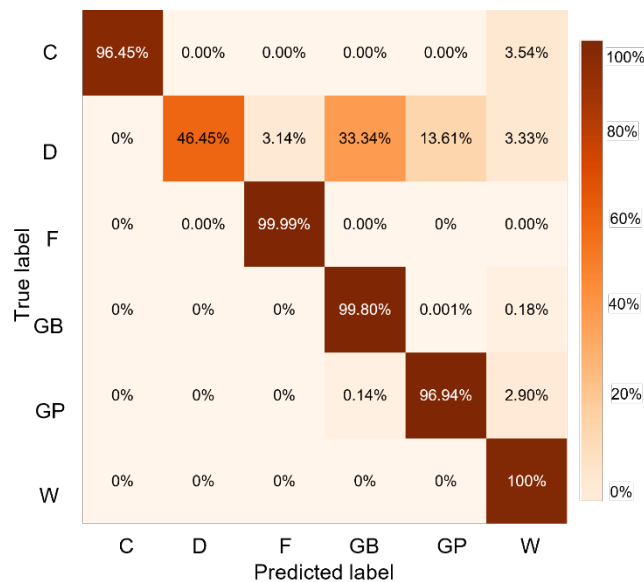 C 96.45% 0.00% 0.00% 0.00% 0.00% 3.54%
D 0% 46.45% 3.14% 33.34% 13.61% 3.33%
F 0% 0.00% 99.99% 0.00% 0% 0.00%
GB 0% 0% 0% 99.80% 0.001% 0.18%
GP 0% 0% 0% 0.14% 96.94% 2.90%
W 0% 0% 0% 0% 0% 100%
C D F GB GP W
Predicted label
True label
100%
80%
60%
40%
20%
0%